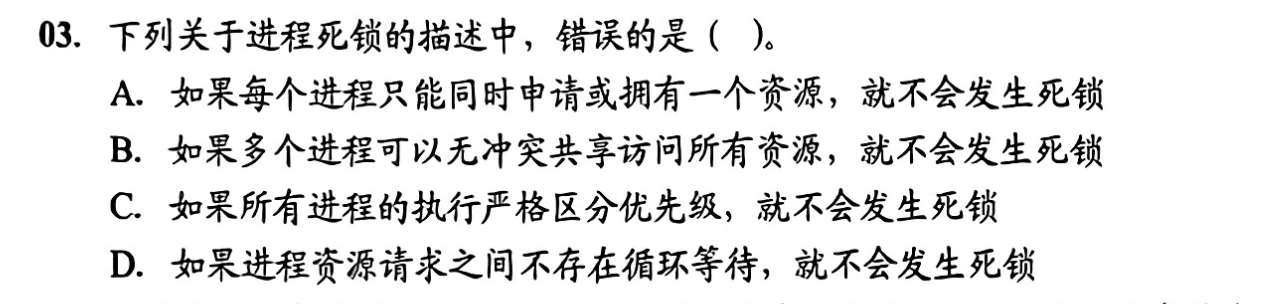 03. 下列关于进程死锁的描述中，错误的是（ ）。
A. 如果每个进程只能同时申请或拥有一个资源，就不会发生死锁
B. 如果多个进程可以无冲突共享访问所有资源，就不会发生死锁
C. 如果所有进程的执行严格区分优先级，就不会发生死锁
D. 如果进程资源请求之间不存在循环等待，就不会发生死锁